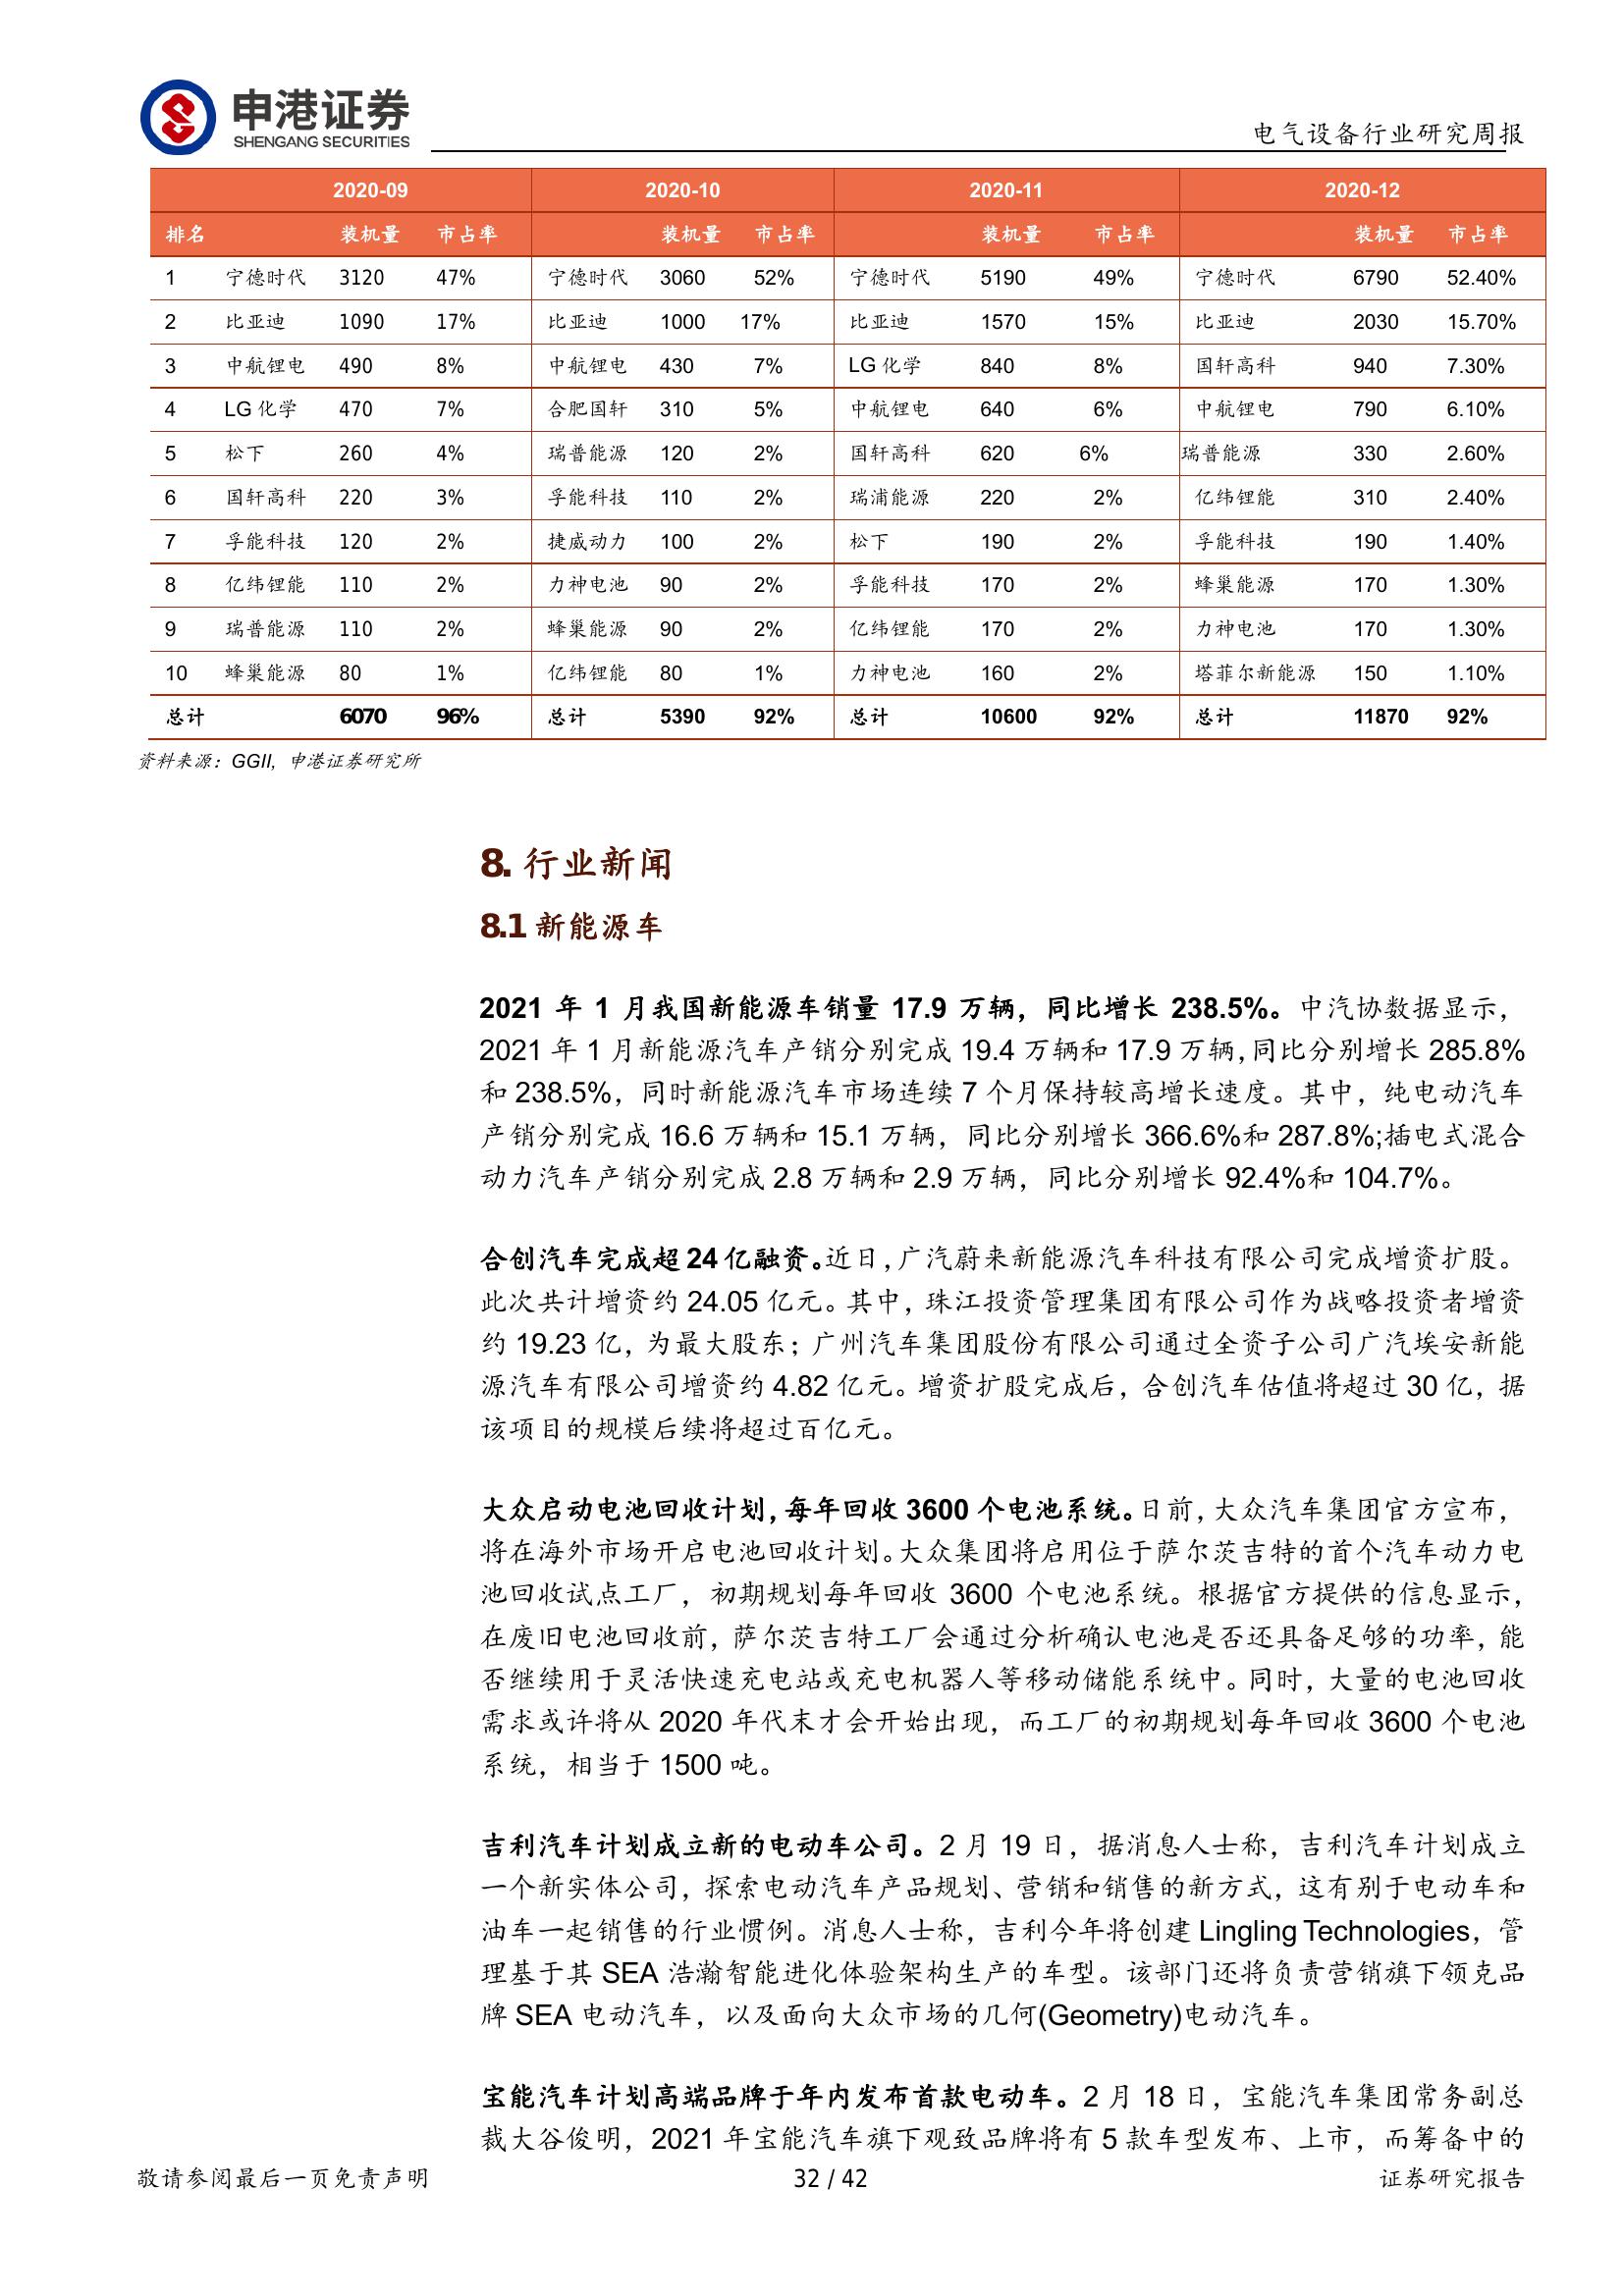 申港证券
SHENGANG SECURITIES
电气设备行业研究周报
2020-09 2020-10 2020-11 2020-12
排名 装机量 市占率 装机量 市占率 装机量 市占率 装机量 市占率
1 宁德时代 3120 47% 宁德时代 3060 52% 宁德时代 5190 49% 宁德时代 6790 52.40%
2 比亚迪 1090 17% 比亚迪 1000 17% 比亚迪 1570 15% 比亚迪 2030 15.70%
3 中航锂电 490 8% 中航锂电 430 7% LG 化学 840 8% 国轩高科 940 7.30%
4 LG 化学 470 7% 合肥国轩 310 5% 中航锂电 640 6% 中航锂电 790 6.10%
5 松下 260 4% 瑞普能源 120 2% 国轩高科 620 6% 瑞普能源 330 2.60%
6 国轩高科 220 3% 孚能科技 110 2% 瑞浦能源 220 2% 亿纬锂能 310 2.40%
7 孚能科技 120 2% 捷威动力 100 2% 松下 190 2% 孚能科技 190 1.40%
8 亿纬锂能 110 2% 力神电池 90 2% 孚能科技 170 2% 蜂巢能源 170 1.30%
9 瑞普能源 110 2% 蜂巢能源 90 2% 亿纬锂能 170 2% 力神电池 170 1.30%
10 蜂巢能源 80 1% 亿纬锂能 80 1% 力神电池 160 2% 塔菲尔新能源 150 1.10%
总计 6070 96% 总计 5390 92% 总计 10600 92% 总计 11870 92%
资料来源：GGII，申港证券研究所
8. 行业新闻
8.1 新能源车
2021 年 1 月我国新能源车销量 17.9 万辆，同比增长 238.5%。中汽协数据显示，
2021 年 1 月新能源汽车产销分别完成 19.4 万辆和 17.9 万辆，同比分别增长 285.8%
和 238.5%，同时新能源汽车市场连续 7 个月保持较高增长速度。其中，纯电动汽车
产销分别完成 16.6 万辆和 15.1 万辆，同比分别增长 366.6%和 287.8%;插电式混合
动力汽车产销分别完成 2.8 万辆和 2.9 万辆，同比分别增长 92.4%和 104.7%。
合创汽车完成超 24 亿融资。近日，广汽蔚来新能源汽车科技有限公司完成增资扩股。
此次共计增资约 24.05 亿元。其中，珠江投资管理集团有限公司作为战略投资者增资
约 19.23 亿，为最大股东；广州汽车集团股份有限公司通过全资子公司广汽埃安新能
源汽车有限公司增资约 4.82 亿元。增资扩股完成后，合创汽车估值将超过 30 亿，据
该项目的规模后续将超过百亿元。
大众启动电池回收计划，每年回收 3600 个电池系统。日前，大众汽车集团官方宣布，
将在海外市场开启电池回收计划。大众集团将启用位于萨尔茨吉特的首个汽车动力电
池回收试点工厂，初期规划每年回收 3600 个电池系统。根据官方提供的信息显示，
在废旧电池回收前，萨尔茨吉特工厂会通过分析确认电池是否还具备足够的功率，能
否继续用于灵活快速充电站或充电机器人等移动储能系统中。同时，大量的电池回收
需求或许将从 2020 年代末才会开始出现，而工厂的初期规划每年回收 3600 个电池
系统，相当于 1500 吨。
吉利汽车计划成立新的电动车公司。2 月 19 日，据消息人士称，吉利汽车计划成立
一个新实体公司，探索电动汽车产品规划、营销和销售的新方式，这有别于电动车和
油车一起销售的行业惯例。消息人士称，吉利今年将创建 Lingling Technologies，管
理基于其 SEA 浩瀚智能进化体验架构生产的车型。该部门还将负责营销旗下领克品
牌 SEA 电动汽车，以及面向大众市场的几何(Geometry)电动汽车。
宝能汽车计划高端品牌于年内发布首款电动车。2 月 18 日，宝能汽车集团常务副总
裁大谷俊明，2021 年宝能汽车旗下观致品牌将有 5 款车型发布、上市，而筹备中的
敬请参阅最后一页免责声明 32 / 42 证券研究报告